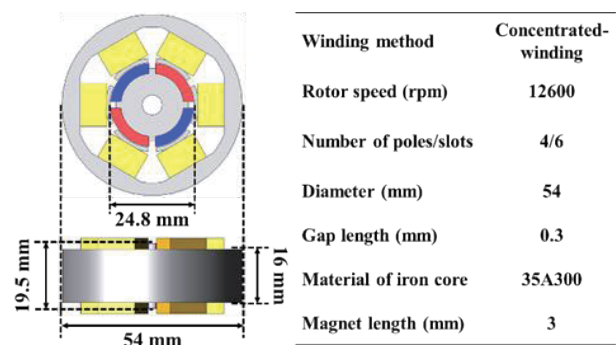 24.8 mm
19.5 mm
16 mm
54 mm
Winding method Concentrated-
winding
Rotor speed (rpm) 12600
Number of poles/slots 4/6
Diameter (mm) 54
Gap length (mm) 0.3
Material of iron core 35A300
Magnet length (mm) 3